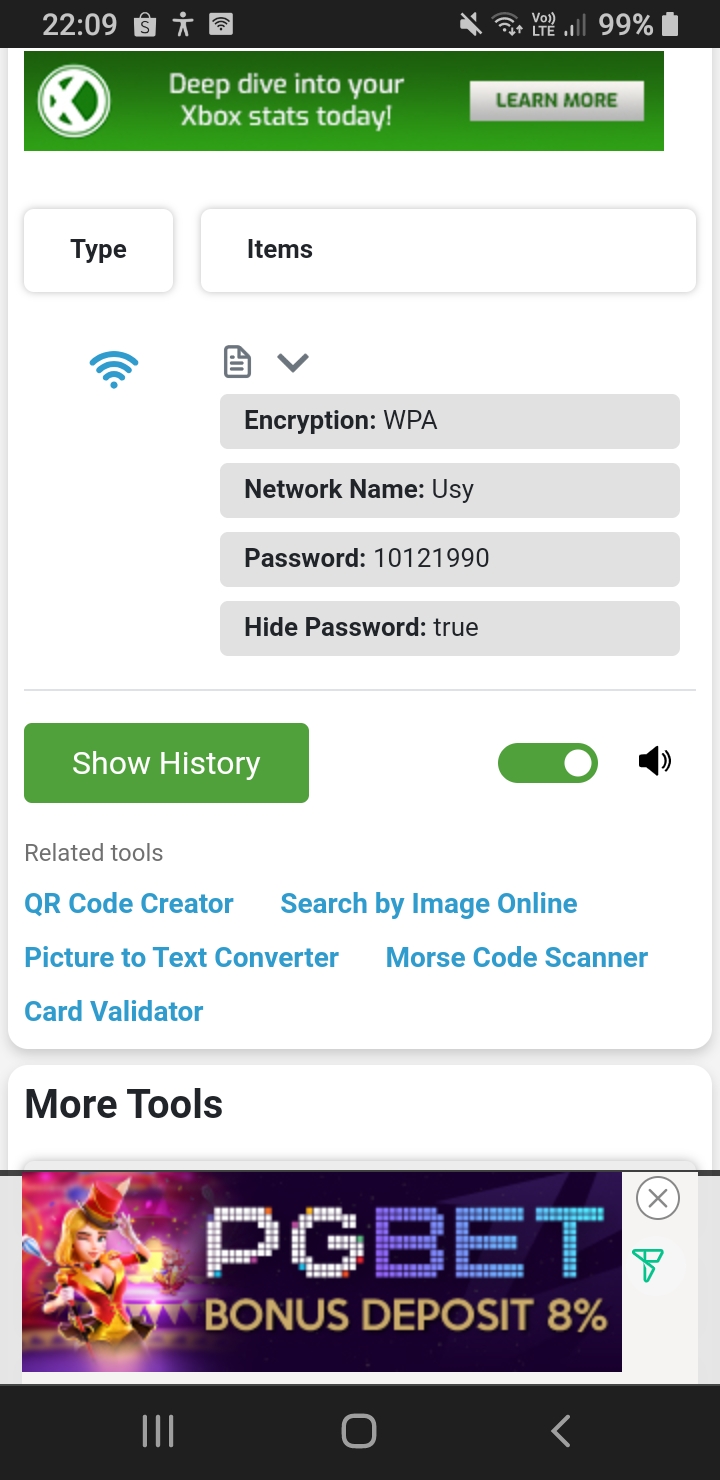 22:09
Vo))
LTE
99%
Deep dive into your
Xbox stats today!
LEARN MORE
Type
Items
Encryption: WPA
Network Name: Usy
Password: 10121990
Hide Password: true
Show History
Related tools
QR Code Creator
Search by Image Online
Picture to Text Converter
Morse Code Scanner
Card Validator
More Tools
PGBET
BONUS DEPOSIT 8%